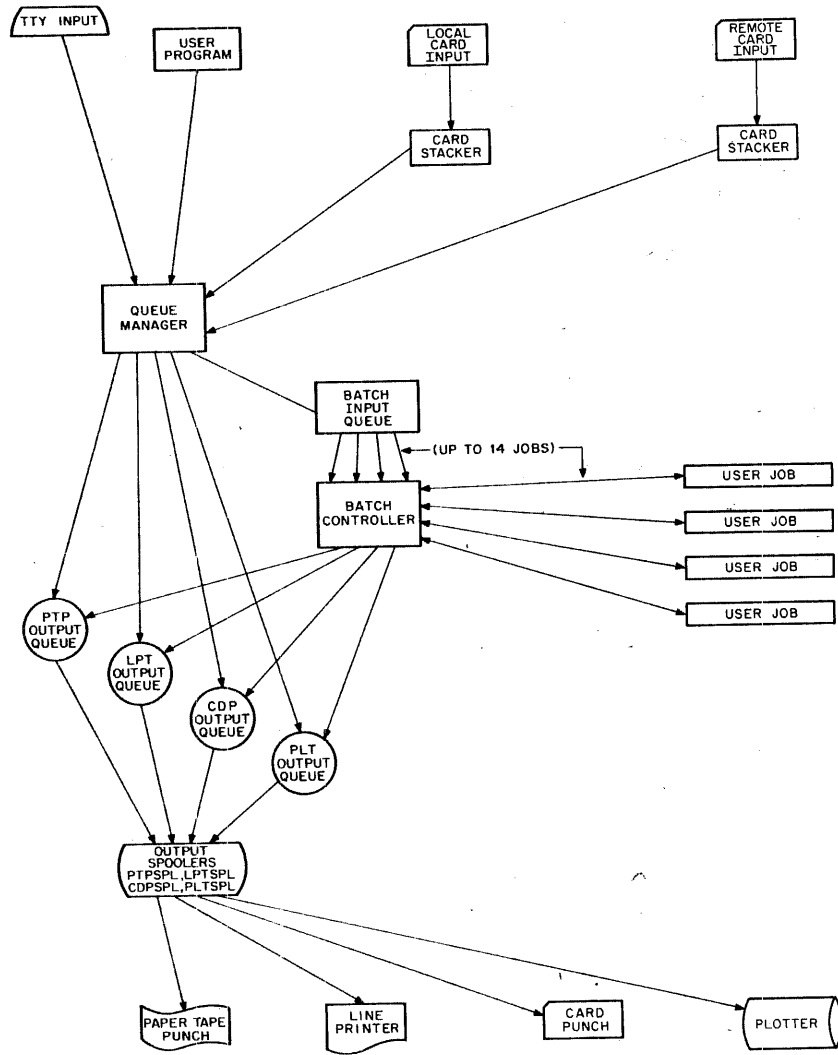 TTY INPUT
USER
PROGRAM
LOCAL
CARD
INPUT
REMOTE
CARD
INPUT
CARD
STACKER
CARD
STACKER
QUEUE
MANAGER
BATCH
INPUT
QUEUE
(UP TO 14 JOBS)
BATCH
CONTROLLER
USER JOB
USER JOB
USER JOB
USER JOB
PTP
OUTPUT
QUEUE
LPT
OUTPUT
QUEUE
CDP
OUTPUT
QUEUE
PLT
OUTPUT
QUEUE
OUTPUT
SPOOLERS
PTPSPL,LPTSPL
CDPSPL,PLTSPL
PAPER TAPE
PUNCH
LINE
PRINTER
CARD
PUNCH
PLOTTER